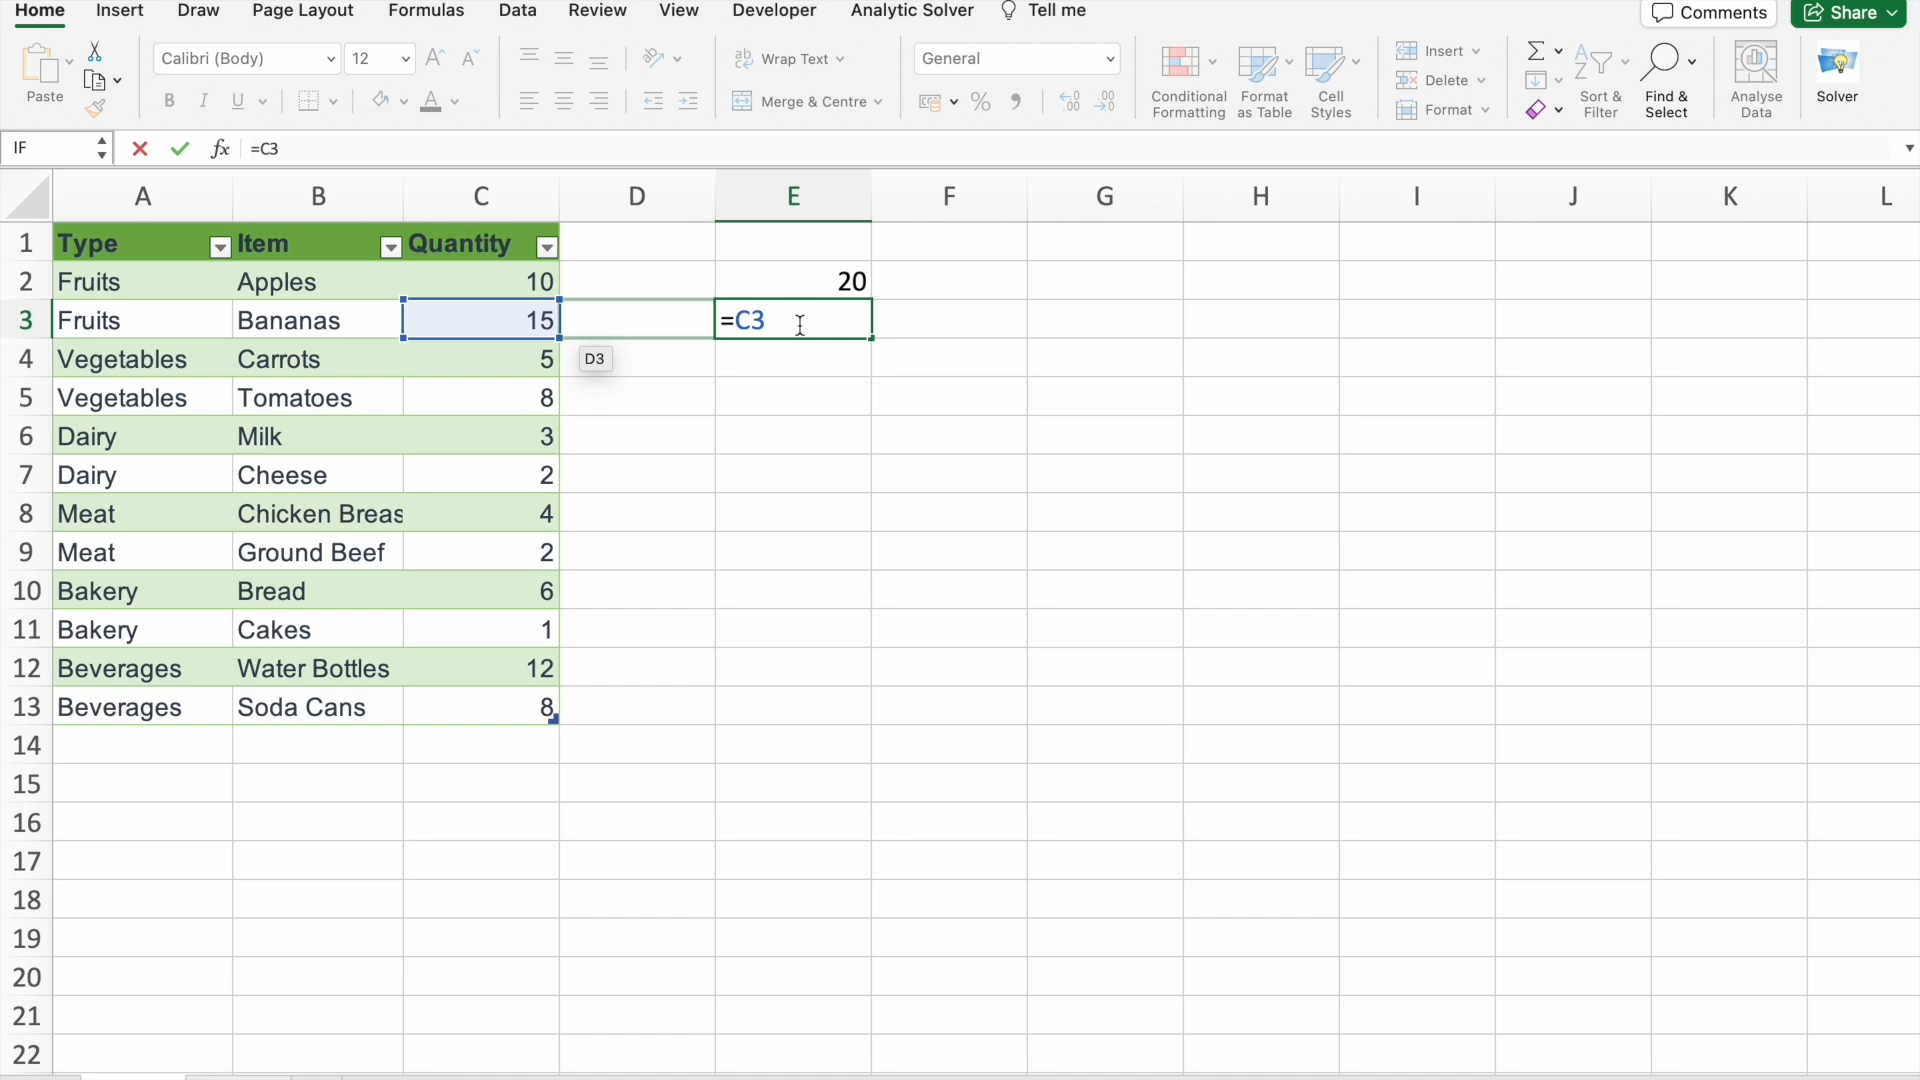 Home Insert Draw Page Layout Formulas Data Review View Developer Analytic Solver Tell me Comments Share
Calibri (Body) 12 A A Wrap Text General Insert
Paste Delete Solver
B I U A Merge & Centre % Conditional Formatting Format as Table Cell Styles Format Sort & Filter Find & Select Analyse Data
IF fx =C3
A B C D E F G H I J K L
1 Type Item Quantity
2 Fruits Apples 10 20
3 Fruits Bananas 15 =C3
4 Vegetables Carrots 5 D3
5 Vegetables Tomatoes 8
6 Dairy Milk 3
7 Dairy Cheese 2
8 Meat Chicken Breas 4
9 Meat Ground Beef 2
10 Bakery Bread 6
11 Bakery Cakes 1
12 Beverages Water Bottles 12
13 Beverages Soda Cans 8
14
15
16
17
18
19
20
21
22